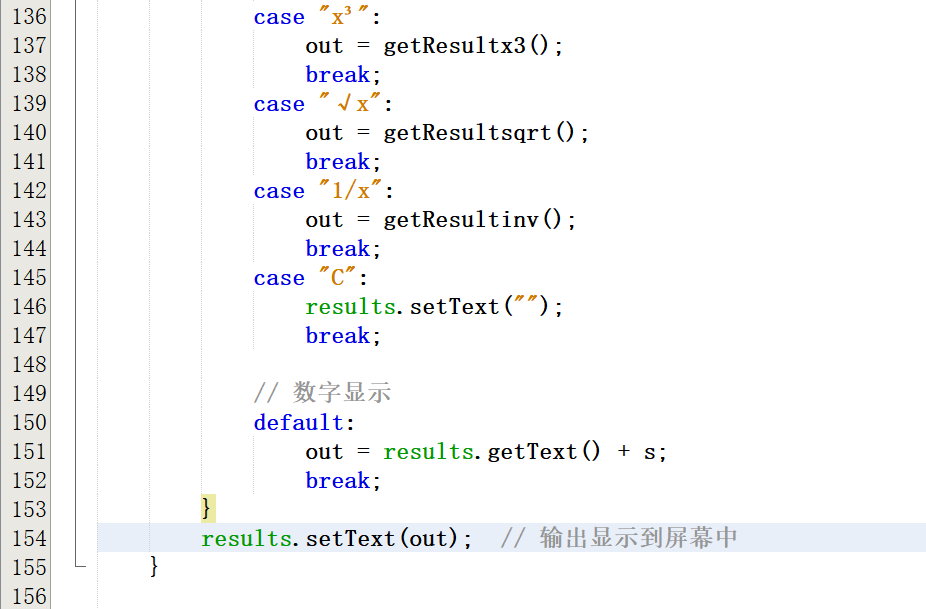 136 case "x³":
137 out = getResultx3();
138 break;
139 case "√x":
140 out = getResultsqrt();
141 break;
142 case "1/x":
143 out = getResultinv();
144 break;
145 case "C":
146 results.setText("");
147 break;
148
149 // 数字显示
150 default:
151 out = results.getText() + s;
152 break;
153 }
154 results.setText(out); // 输出显示到屏幕中
155 }
156